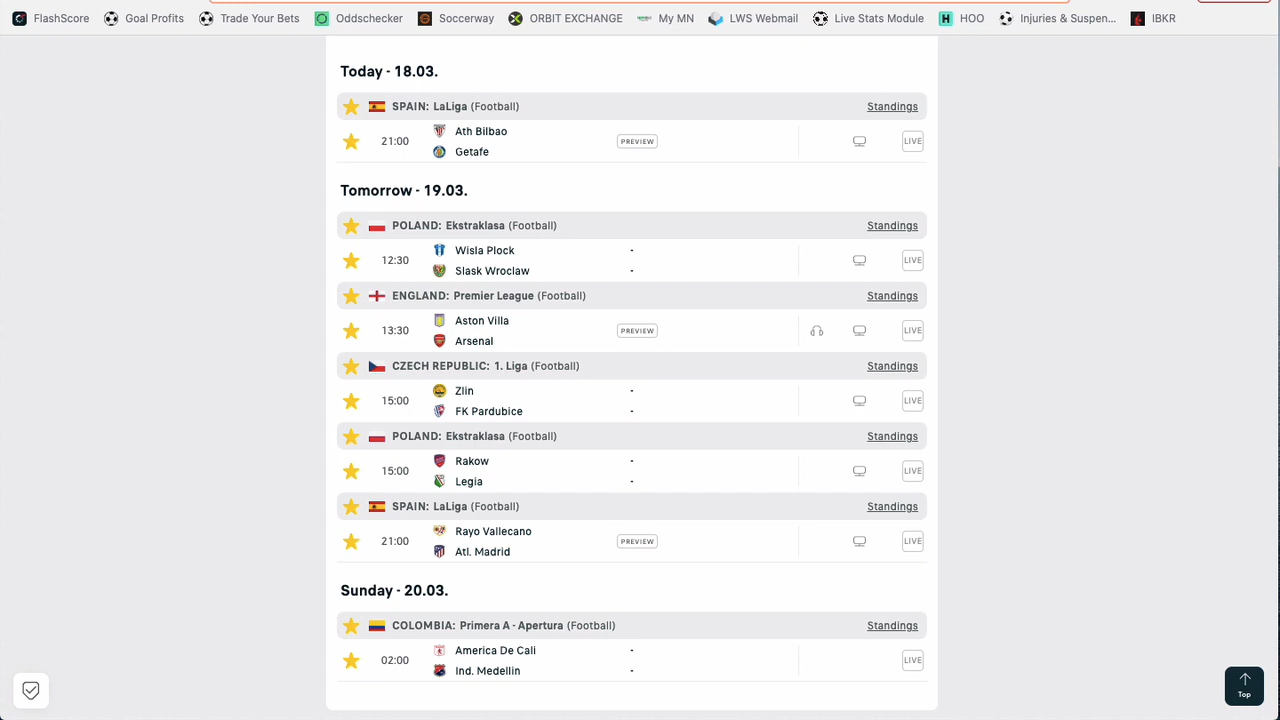 FlashScore Goal Profits Trade Your Bets Oddschecker Soccerway ORBIT EXCHANGE My MN LWS Webmail Live Stats Module HOO Injuries & Suspen... IBKR
Today - 18.03.
SPAIN: LaLiga (Football) Standings
21:00 Ath Bilbao PREVIEW LIVE
Getafe
Tomorrow - 19.03.
POLAND: Ekstraklasa (Football) Standings
12:30 Wisla Plock - LIVE
Slask Wroclaw -
ENGLAND: Premier League (Football) Standings
13:30 Aston Villa PREVIEW LIVE
Arsenal
CZECH REPUBLIC: 1. Liga (Football) Standings
15:00 Zlin - LIVE
FK Pardubice -
POLAND: Ekstraklasa (Football) Standings
15:00 Rakow - LIVE
Legia -
SPAIN: LaLiga (Football) Standings
21:00 Rayo Vallecano PREVIEW LIVE
Atl. Madrid
Sunday - 20.03.
COLOMBIA: Primera A - Apertura (Football) Standings
02:00 America De Cali - LIVE
Ind. Medellin -
Top